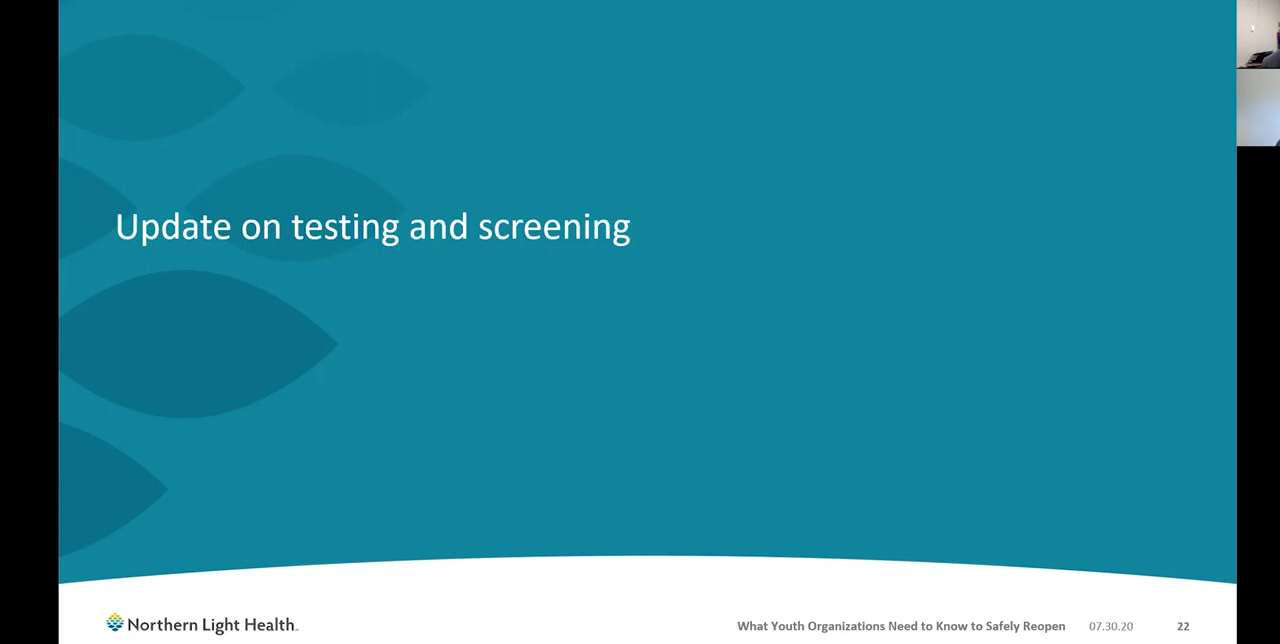 Update on testing and screening
Northern Light Health
What Youth Organizations Need to Know to Safely Reopen 07.30.20 22